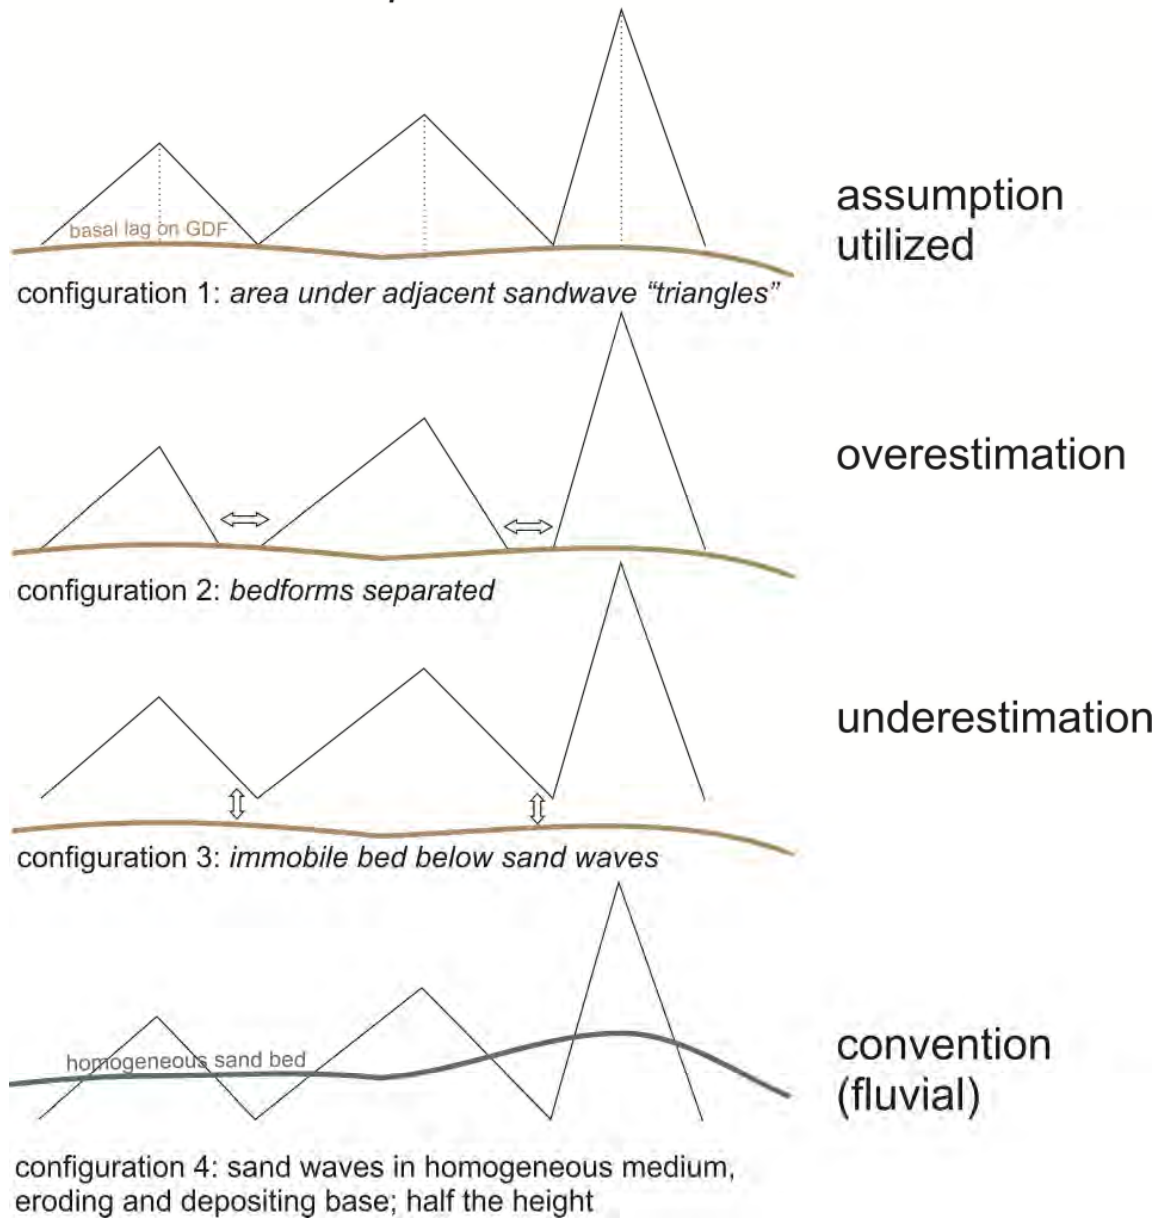 basal lag on GDF
assumption
utilized
configuration 1: area under adjacent sandwave “triangles”
overestimation
configuration 2: bedforms separated
underestimation
configuration 3: immobile bed below sand waves
homogeneous sand bed
convention
(fluvial)
configuration 4: sand waves in homogeneous medium,
eroding and depositing base; half the height